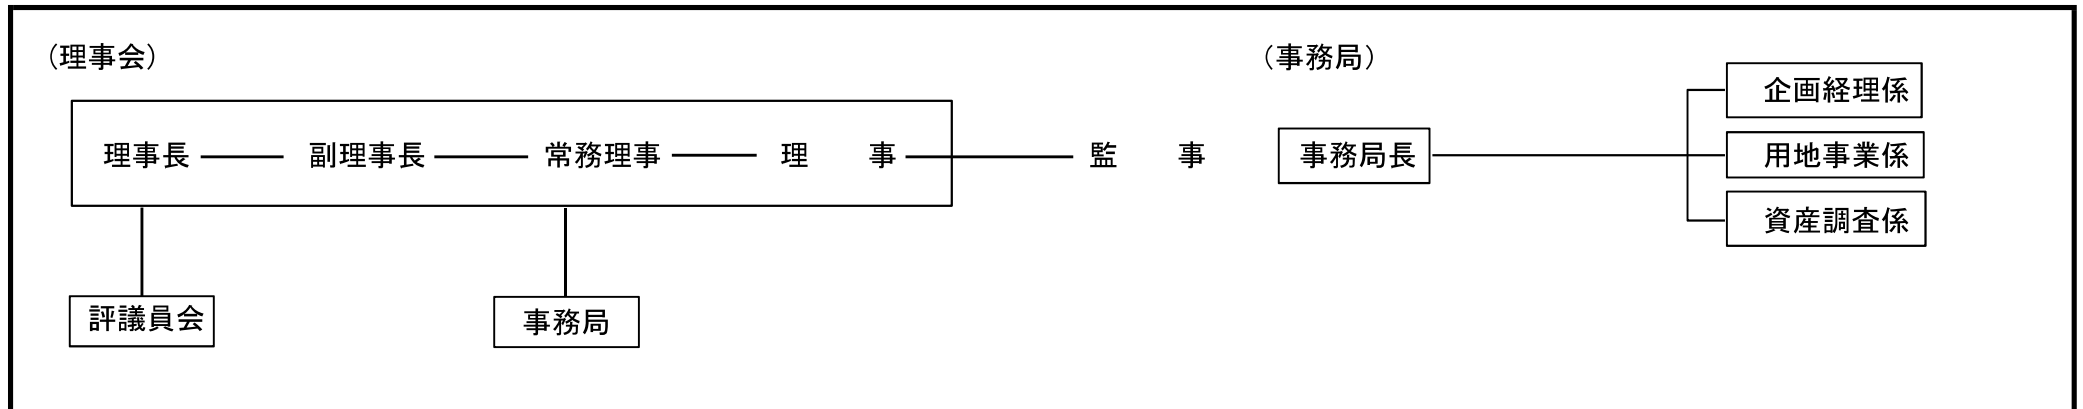 （理事会）
理事長 副理事長 常務理事 理　　事 監　　事
評議員会 事務局
（事務局）
事務局長
企画経理係
用地事業係
資産調査係